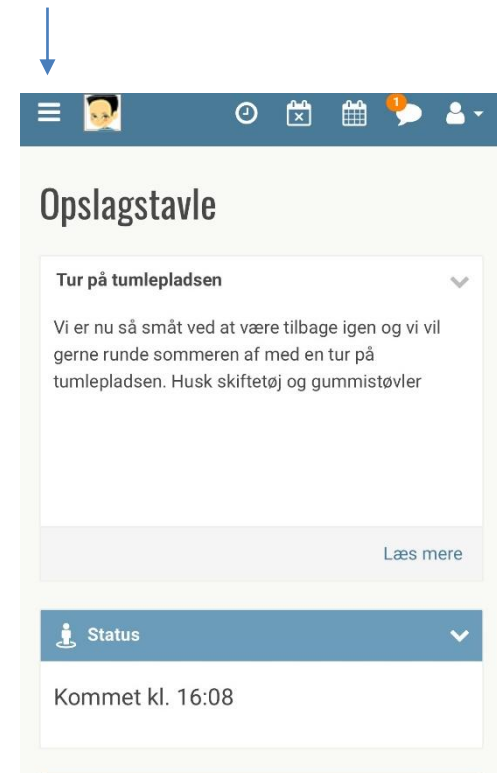 1
Opslagstavle
Tur på tumlepladsen
Vi er nu så småt ved at være tilbage igen og vi vil
gerne runde sommeren af med en tur på
tumlepladsen. Husk skiftetøj og gummistøvler
Læs mere
Status
Kommet kl. 16:08